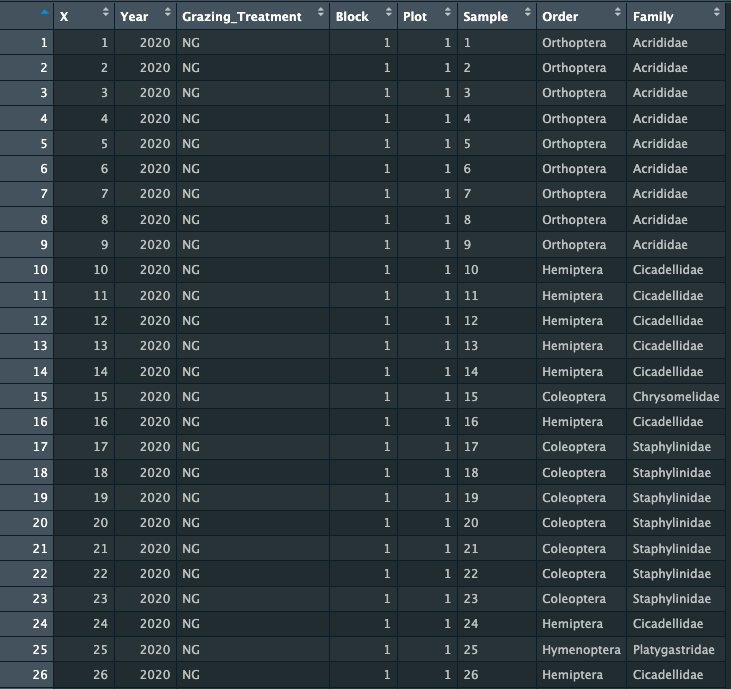 X Year Grazing_Treatment Block Plot Sample Order Family
1 1 2020 NG 1 1 1 Orthoptera Acrididae
2 2 2020 NG 1 1 2 Orthoptera Acrididae
3 3 2020 NG 1 1 3 Orthoptera Acrididae
4 4 2020 NG 1 1 4 Orthoptera Acrididae
5 5 2020 NG 1 1 5 Orthoptera Acrididae
6 6 2020 NG 1 1 6 Orthoptera Acrididae
7 7 2020 NG 1 1 7 Orthoptera Acrididae
8 8 2020 NG 1 1 8 Orthoptera Acrididae
9 9 2020 NG 1 1 9 Orthoptera Acrididae
10 10 2020 NG 1 1 10 Hemiptera Cicadellidae
11 11 2020 NG 1 1 11 Hemiptera Cicadellidae
12 12 2020 NG 1 1 12 Hemiptera Cicadellidae
13 13 2020 NG 1 1 13 Hemiptera Cicadellidae
14 14 2020 NG 1 1 14 Hemiptera Cicadellidae
15 15 2020 NG 1 1 15 Coleoptera Chrysomelidae
16 16 2020 NG 1 1 16 Hemiptera Cicadellidae
17 17 2020 NG 1 1 17 Coleoptera Staphylinidae
18 18 2020 NG 1 1 18 Coleoptera Staphylinidae
19 19 2020 NG 1 1 19 Coleoptera Staphylinidae
20 20 2020 NG 1 1 20 Coleoptera Staphylinidae
21 21 2020 NG 1 1 21 Coleoptera Staphylinidae
22 22 2020 NG 1 1 22 Coleoptera Staphylinidae
23 23 2020 NG 1 1 23 Coleoptera Staphylinidae
24 24 2020 NG 1 1 24 Hemiptera Cicadellidae
25 25 2020 NG 1 1 25 Hymenoptera Platygastridae
26 26 2020 NG 1 1 26 Hemiptera Cicadellidae